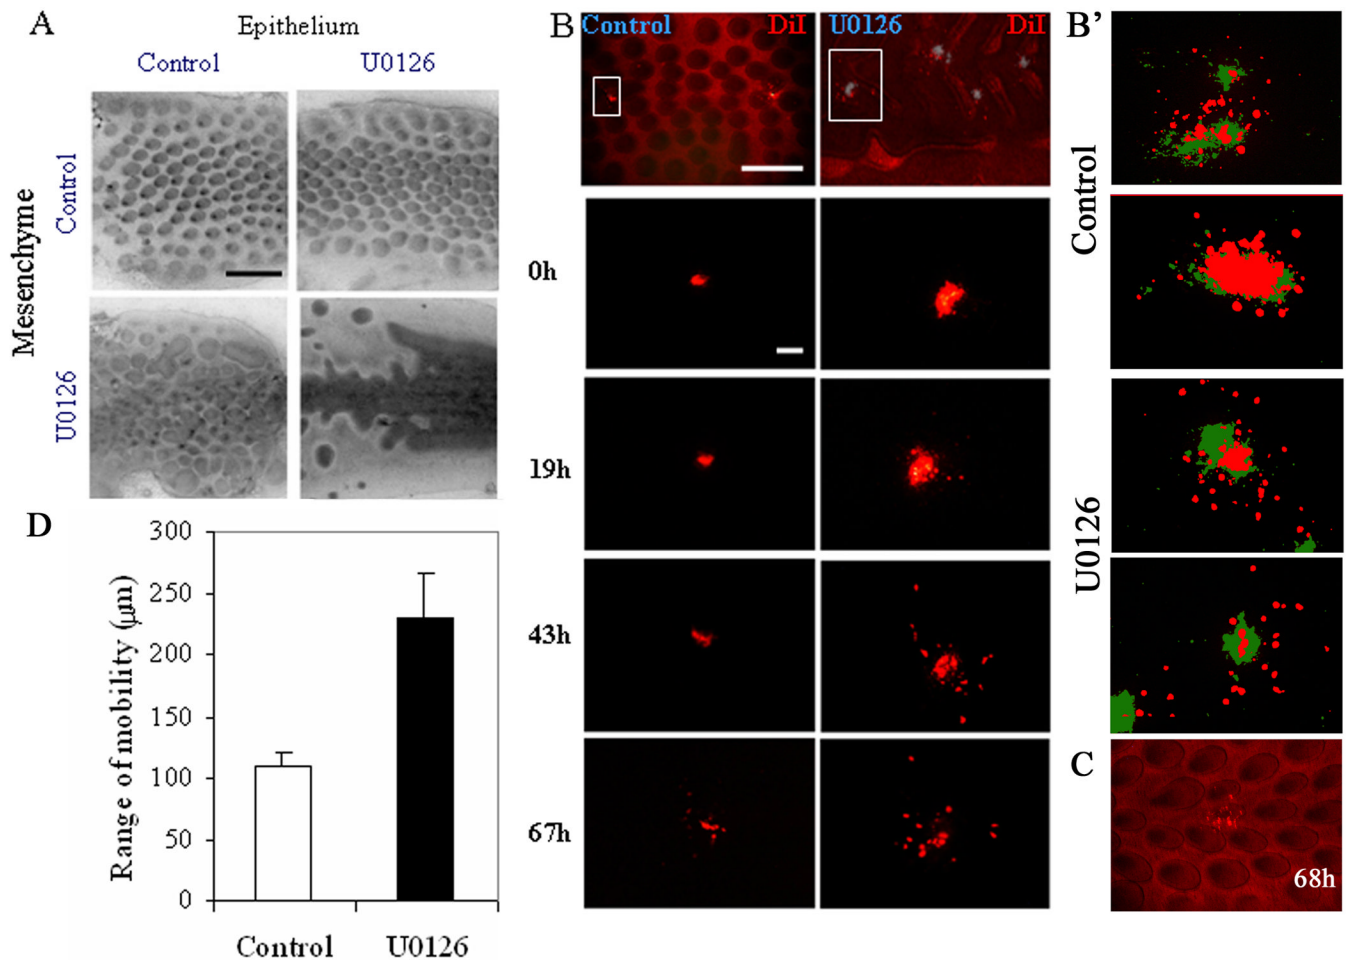 A
Epithelium
Control U0126
Mesenchyme
Control
U0126
B
Control DiI
U0126 DiI
0h
19h
43h
67h
B’
Control
U0126
C
68h
D
Range of mobility (μm)
300
250
200
150
100
50
0
Control U0126